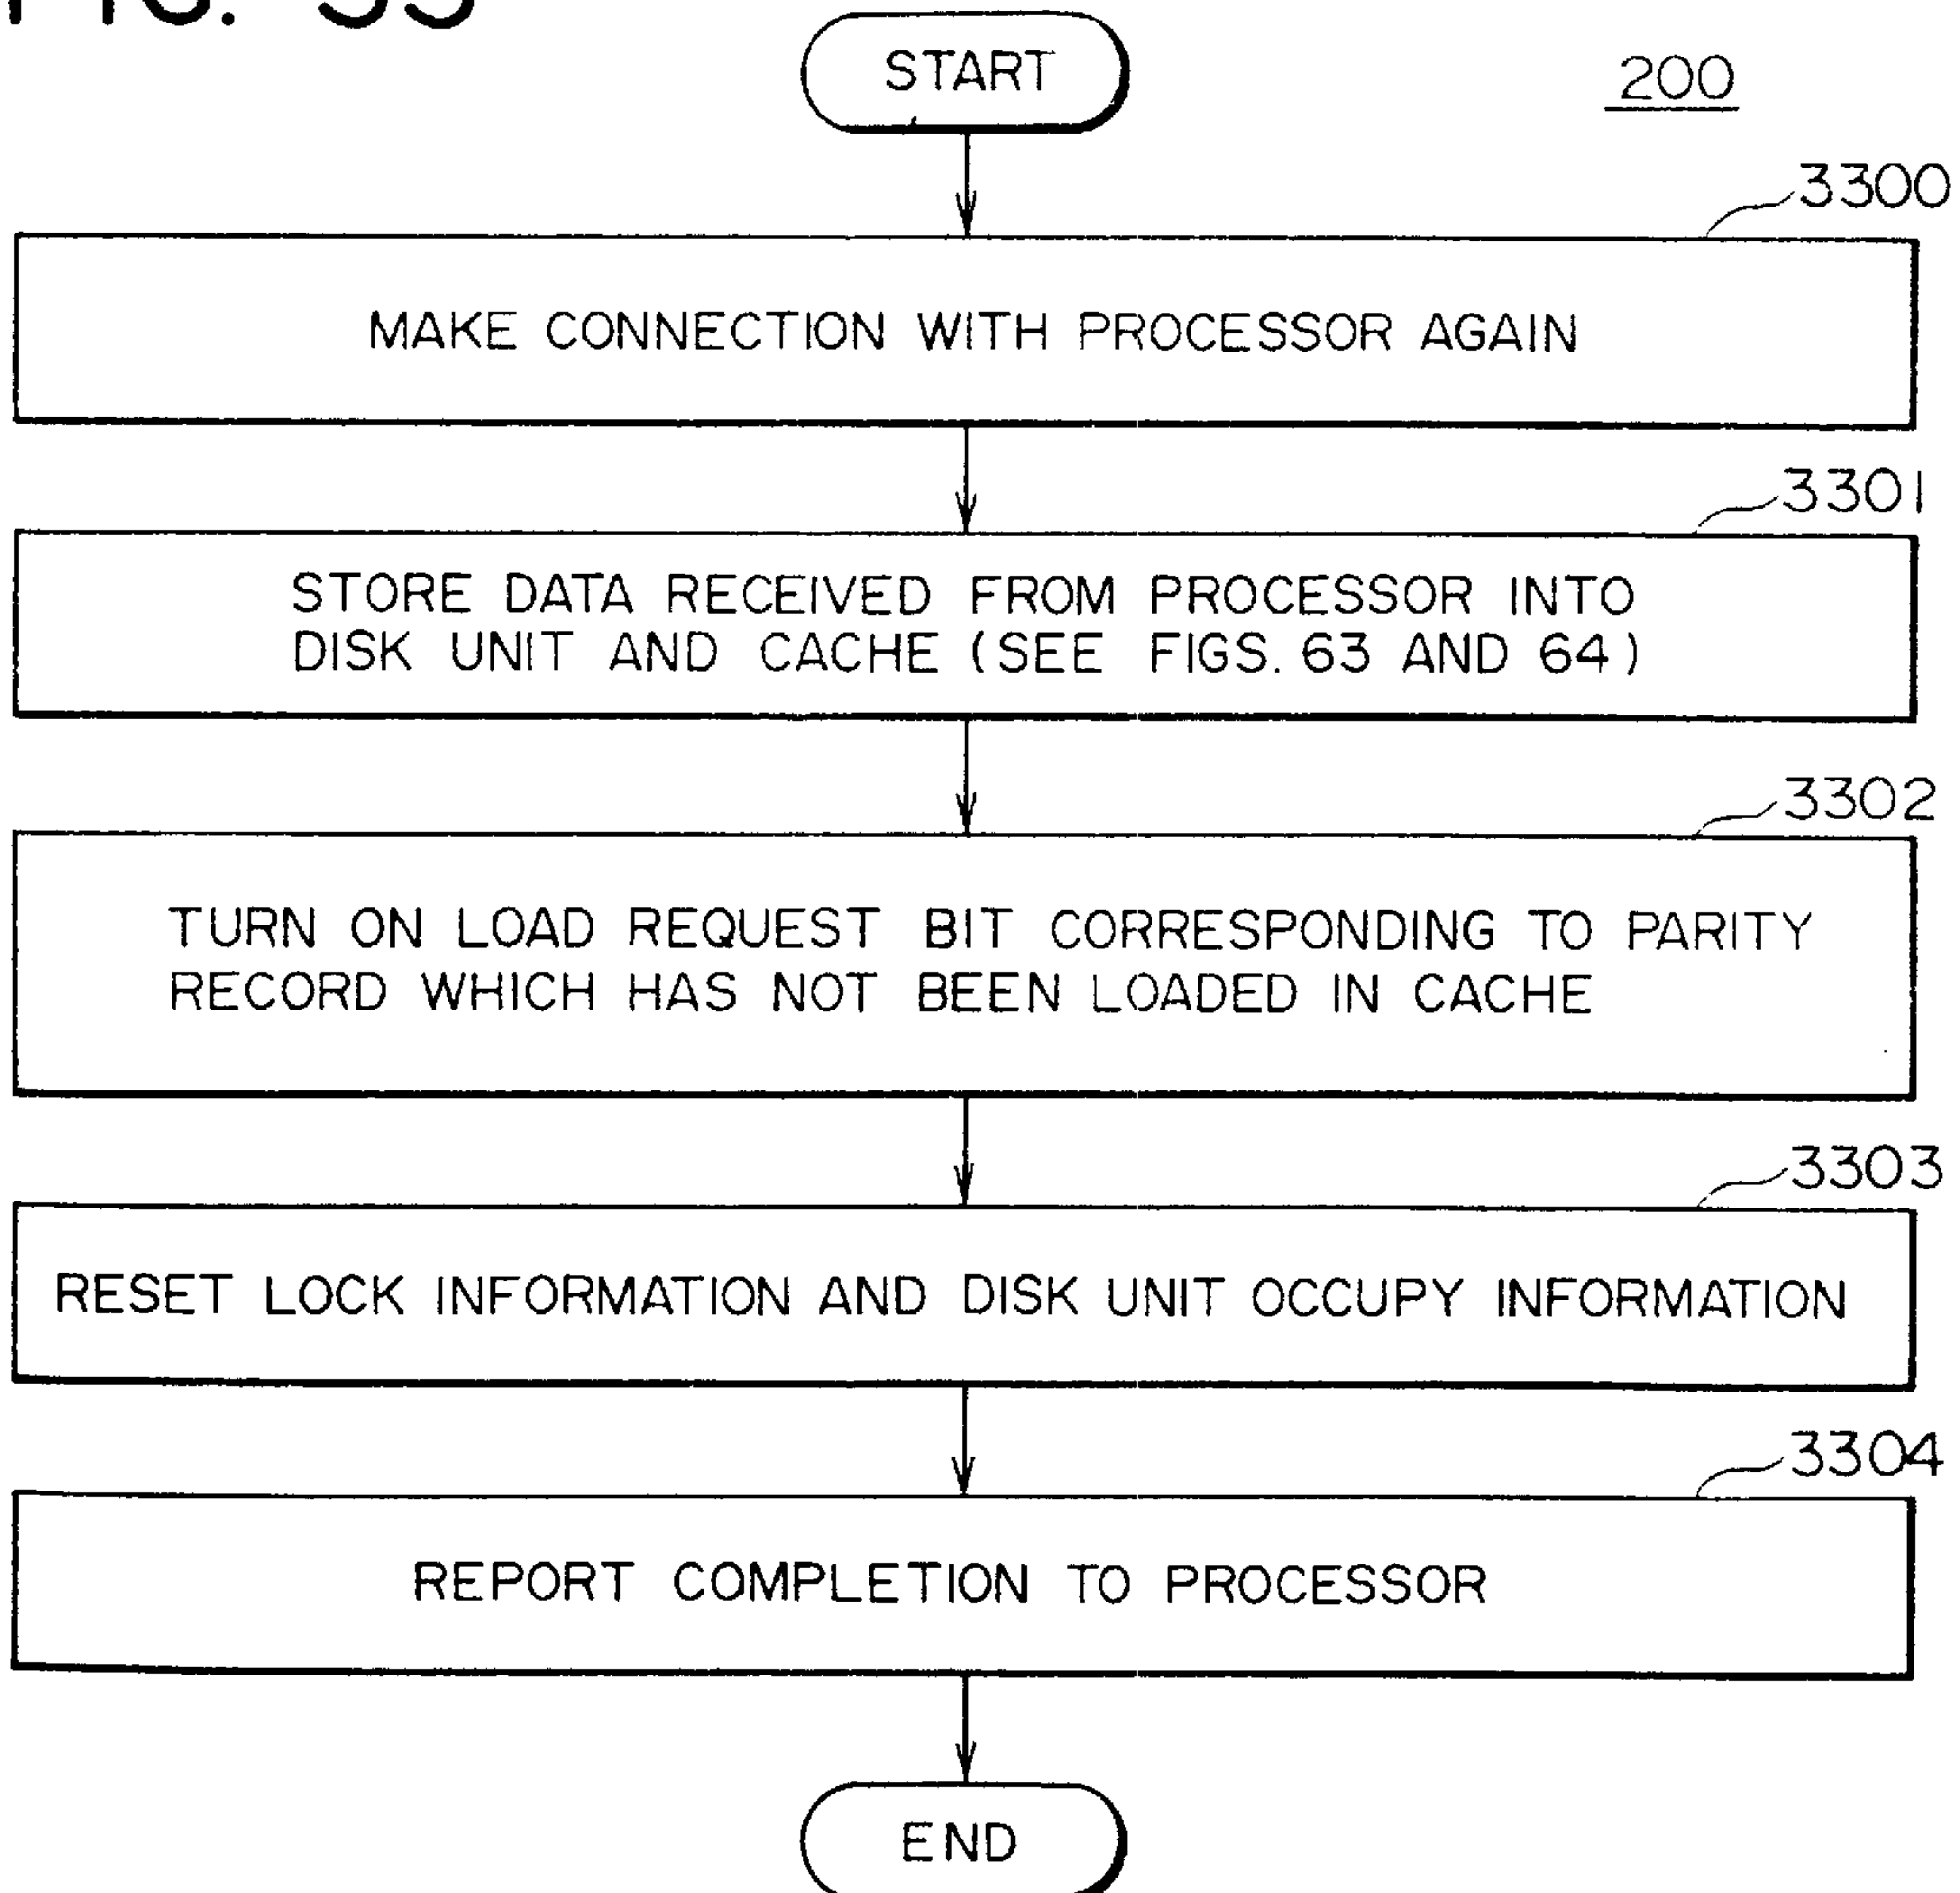 FIG.
START
200
3300
MAKE CONNECTION WITH PROCESSOR AGAIN
3301
STORE DATA RECEIVED FROM PROCESSOR INTO
DISK UNIT AND CACHE (SEE FIGS. 63 AND 64)
3302
TURN ON LOAD REQUEST BIT CORRESPONDING TO PARITY
RECORD WHICH HAS NOT BEEN LOADED IN CACHE
3303
RESET LOCK INFORMATION AND DISK UNIT OCCUPY INFORMATION
3304
REPORT COMPLETION TO PROCESSOR
END